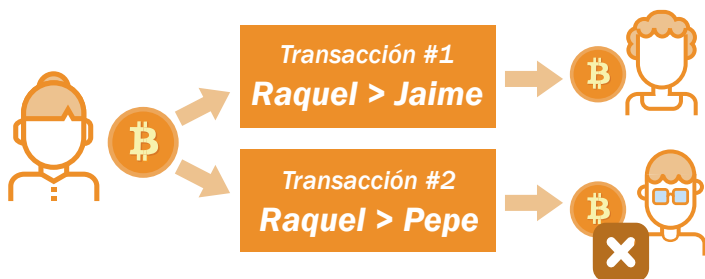 Transacción #1
Raquel > Jaime
Transacción #2
Raquel > Pepe